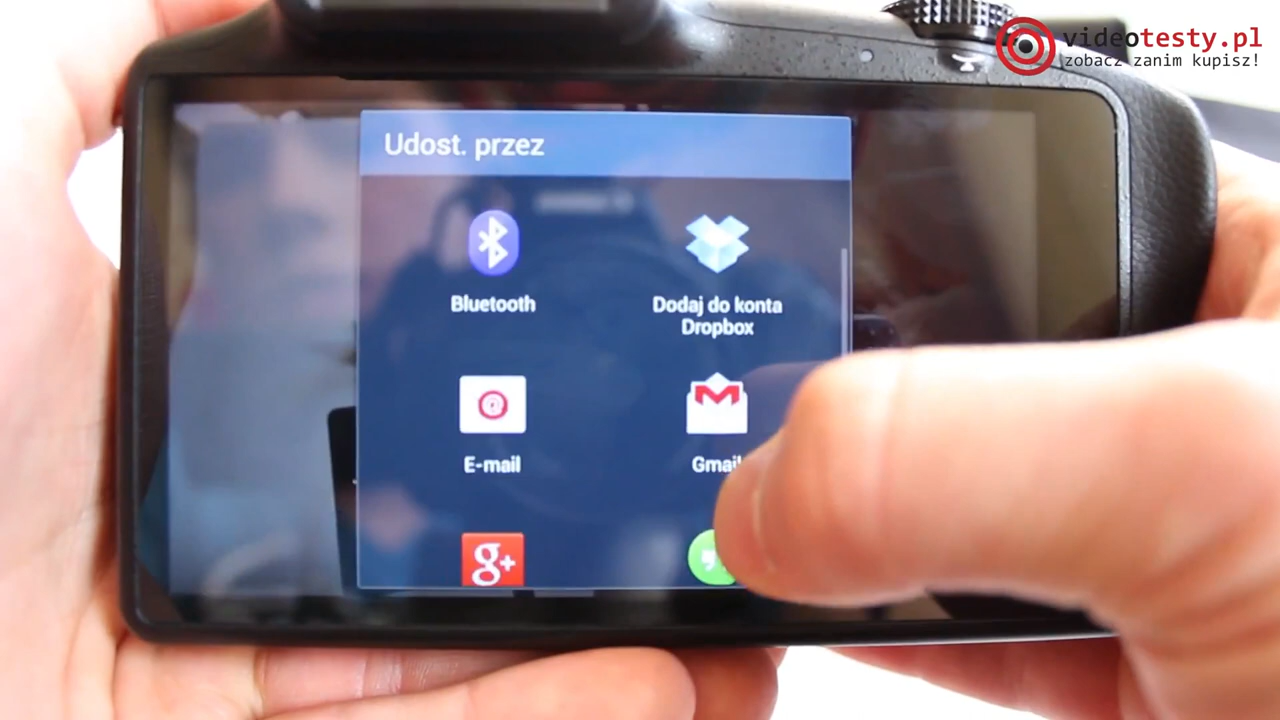 videotesty.pl
zobacz zanim kupisz!
Udost. przez
Bluetooth
Dodaj do konta
Dropbox
@
E-mail
Gmail
g+